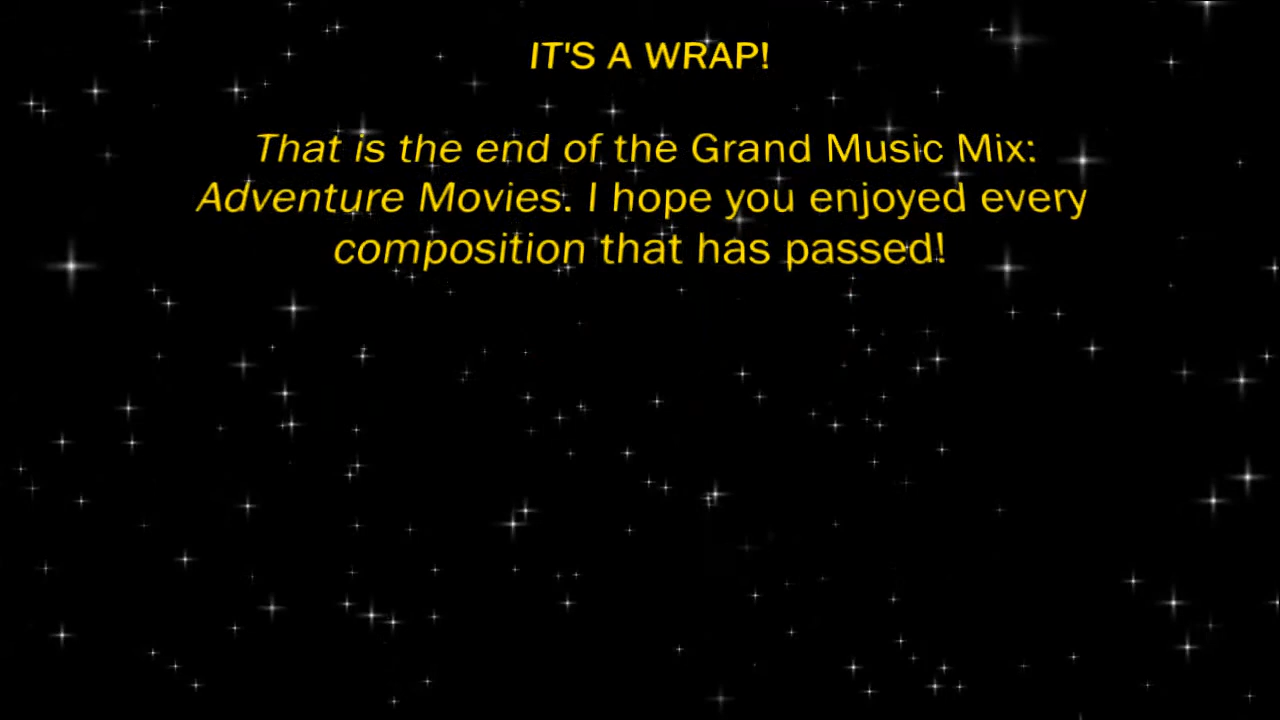 IT'S A WRAP!
That is the end of the Grand Music Mix:
Adventure Movies. I hope you enjoyed every
composition that has passed!